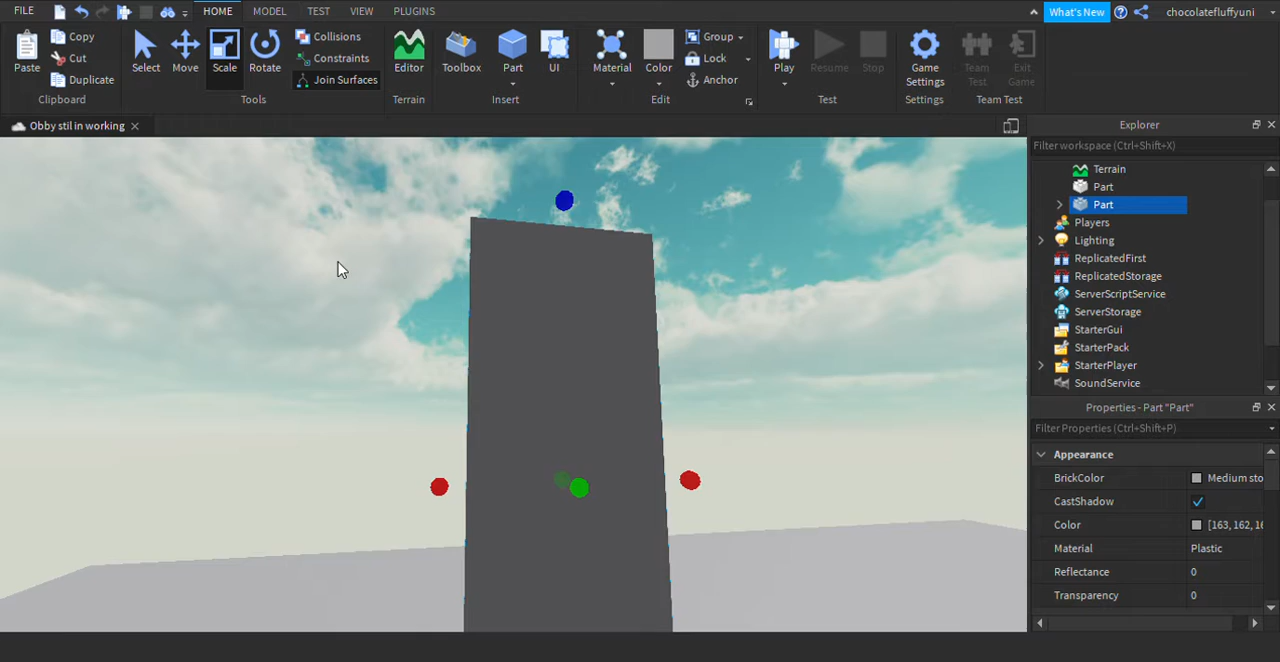 FILE HOME MODEL TEST VIEW PLUGINS What's New chocolatefluffyuni
Paste Copy Cut Duplicate
Clipboard
Select Move Scale Rotate Collisions Constraints Join Surfaces
Tools
Editor
Terrain
Toolbox Part UI
Insert
Material Color Group Lock Anchor
Edit
Play Resume Stop
Test
Game Settings
Settings
Team Test Exit Game
Team Test
Obby stil in working
Explorer
Filter workspace (Ctrl+Shift+X)
Terrain
Part
Part
Players
Lighting
ReplicatedFirst
ReplicatedStorage
ServerScriptService
ServerStorage
StarterGui
StarterPack
StarterPlayer
SoundService
Properties - Part "Part"
Filter Properties (Ctrl+Shift+P)
Appearance
BrickColor Medium sto
CastShadow
Color [163, 162, 16
Material Plastic
Reflectance 0
Transparency 0